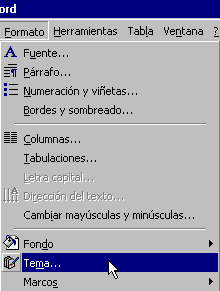 ord
Formato Herramientas Tabla Ventana ?
Fuente...
Párrafo...
Numeración y viñetas...
Bordes y sombreado...
Columnas...
Tabulaciones...
Letra capital...
Dirección del texto...
Cambiar mayúsculas y minúsculas...
Fondo
Tema...
Marcos